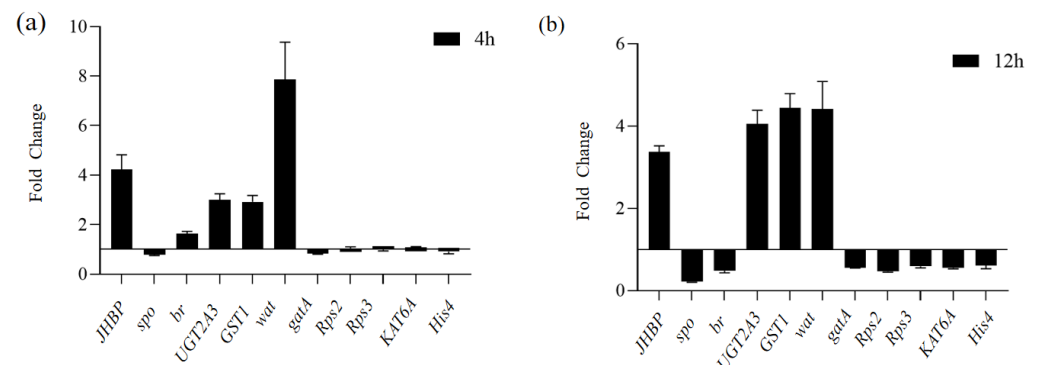 (a)
Fold Change
10
8
6
4
2
0
4h
JHBP
spo
br
UGT2A3
GST1
wat
gatA
Rps2
Rps3
KAT6A
His4
(b)
Fold Change
6
4
2
0
12h
JHBP
spo
br
UGT2A3
GST1
wat
gatA
Rps2
Rps3
KAT6A
His4